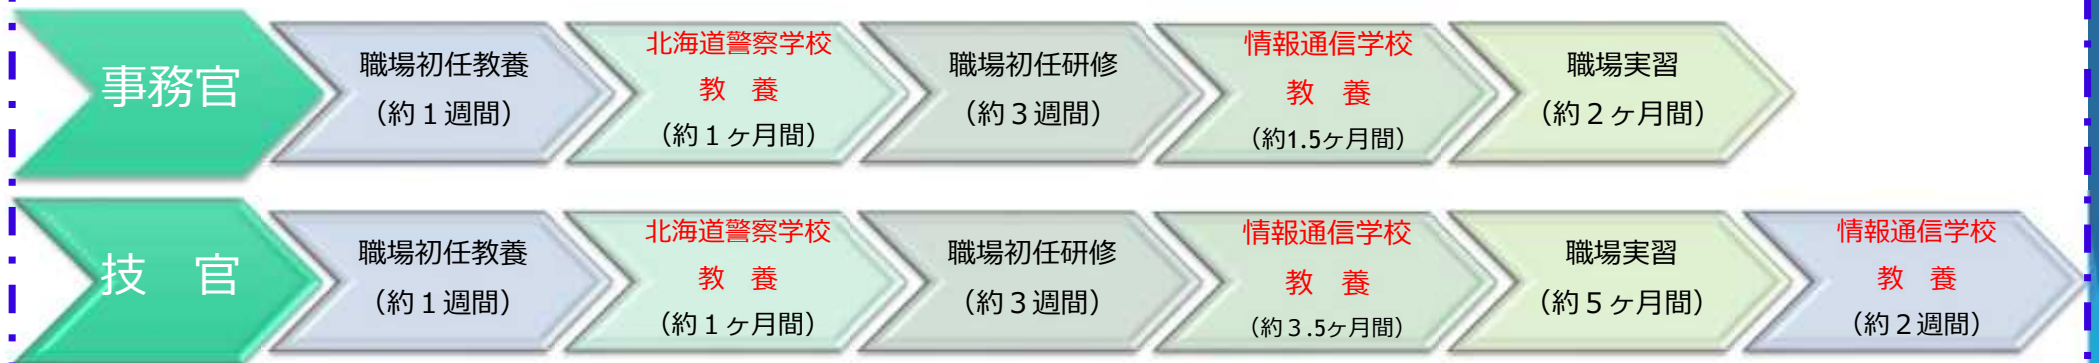 事務官
職場初任教養
（約１週間）
北海道警察学校
教　養
（約１ヶ月間）
職場初任研修
（約３週間）
情報通信学校
教　養
（約1.5ヶ月間）
職場実習
（約２ヶ月間）
技　官
職場初任教養
（約１週間）
北海道警察学校
教　養
（約１ヶ月間）
職場初任研修
（約３週間）
情報通信学校
教　養
（約３.5ヶ月間）
職場実習
（約５ヶ月間）
情報通信学校
教　養
（約２週間）